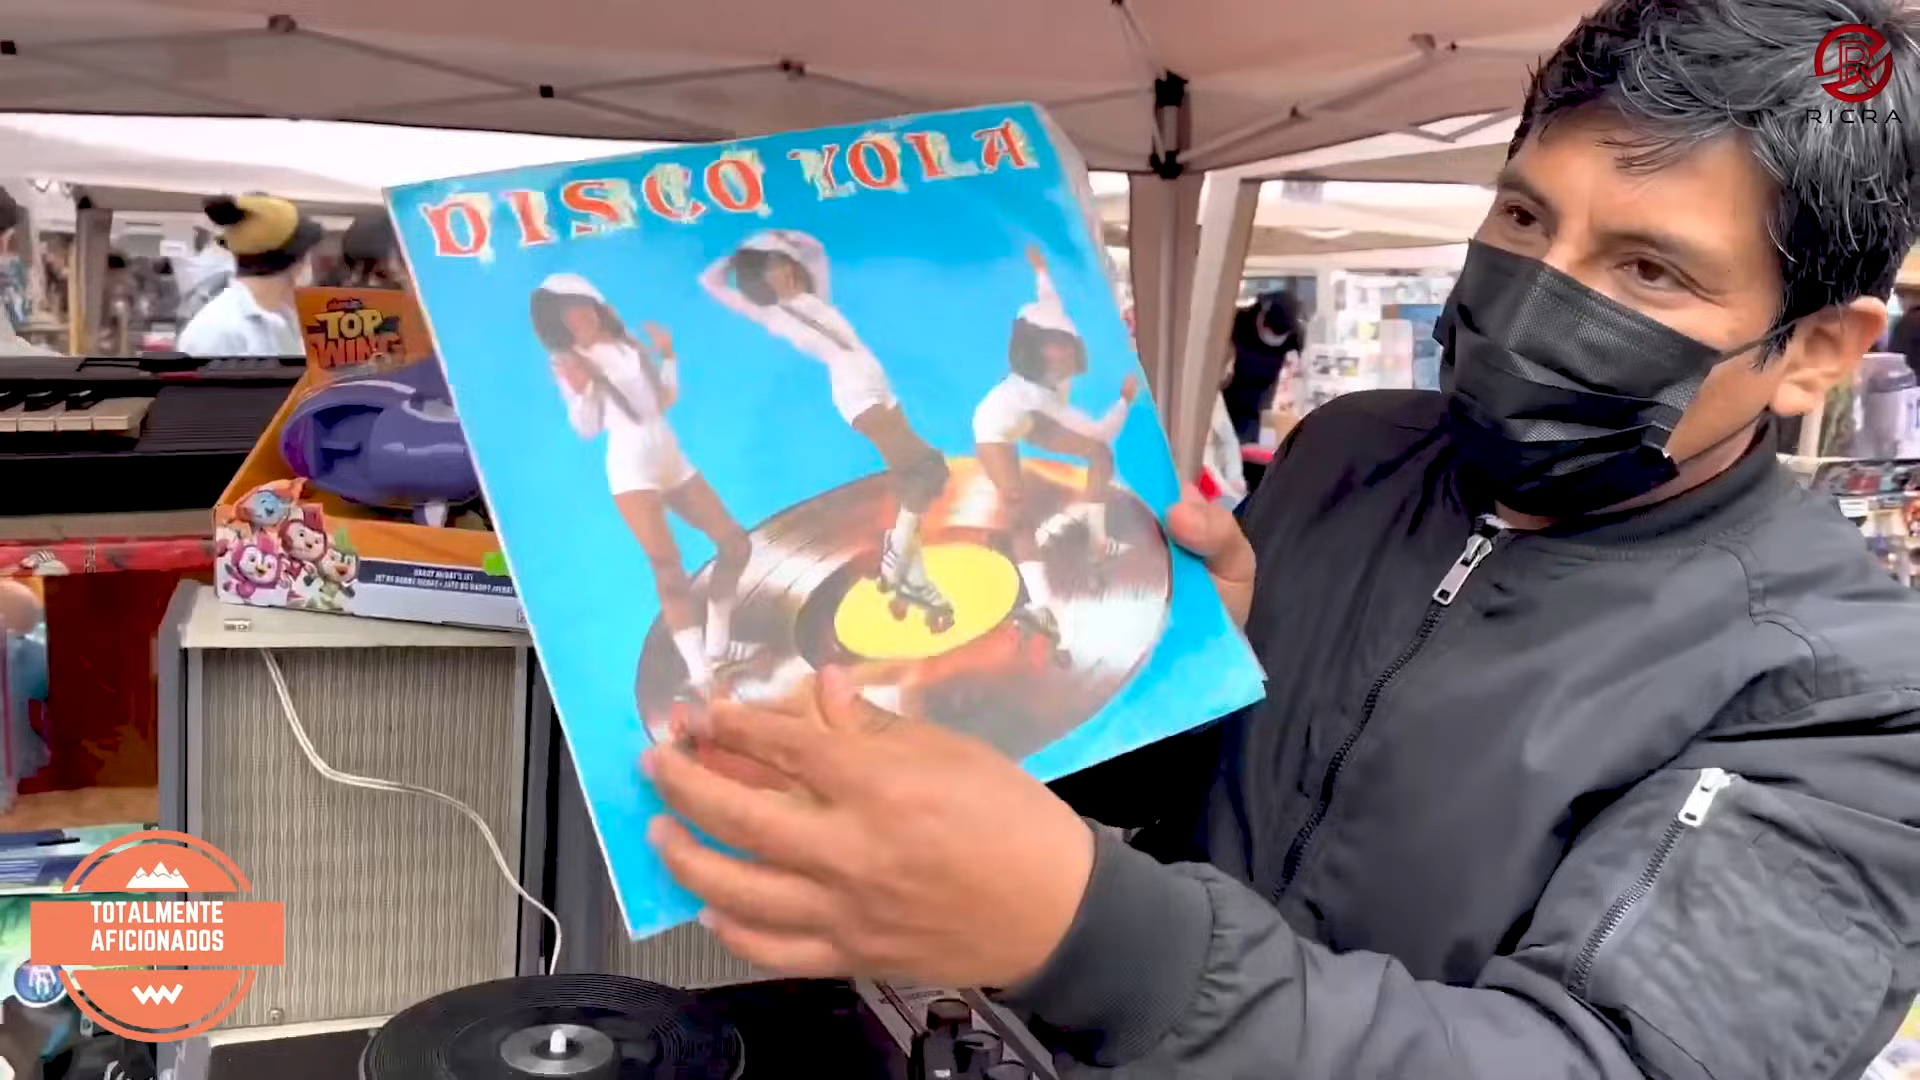 RICRA
DISCO YOLA
TOP
WING
TOTALMENTE
AFICIONADOS